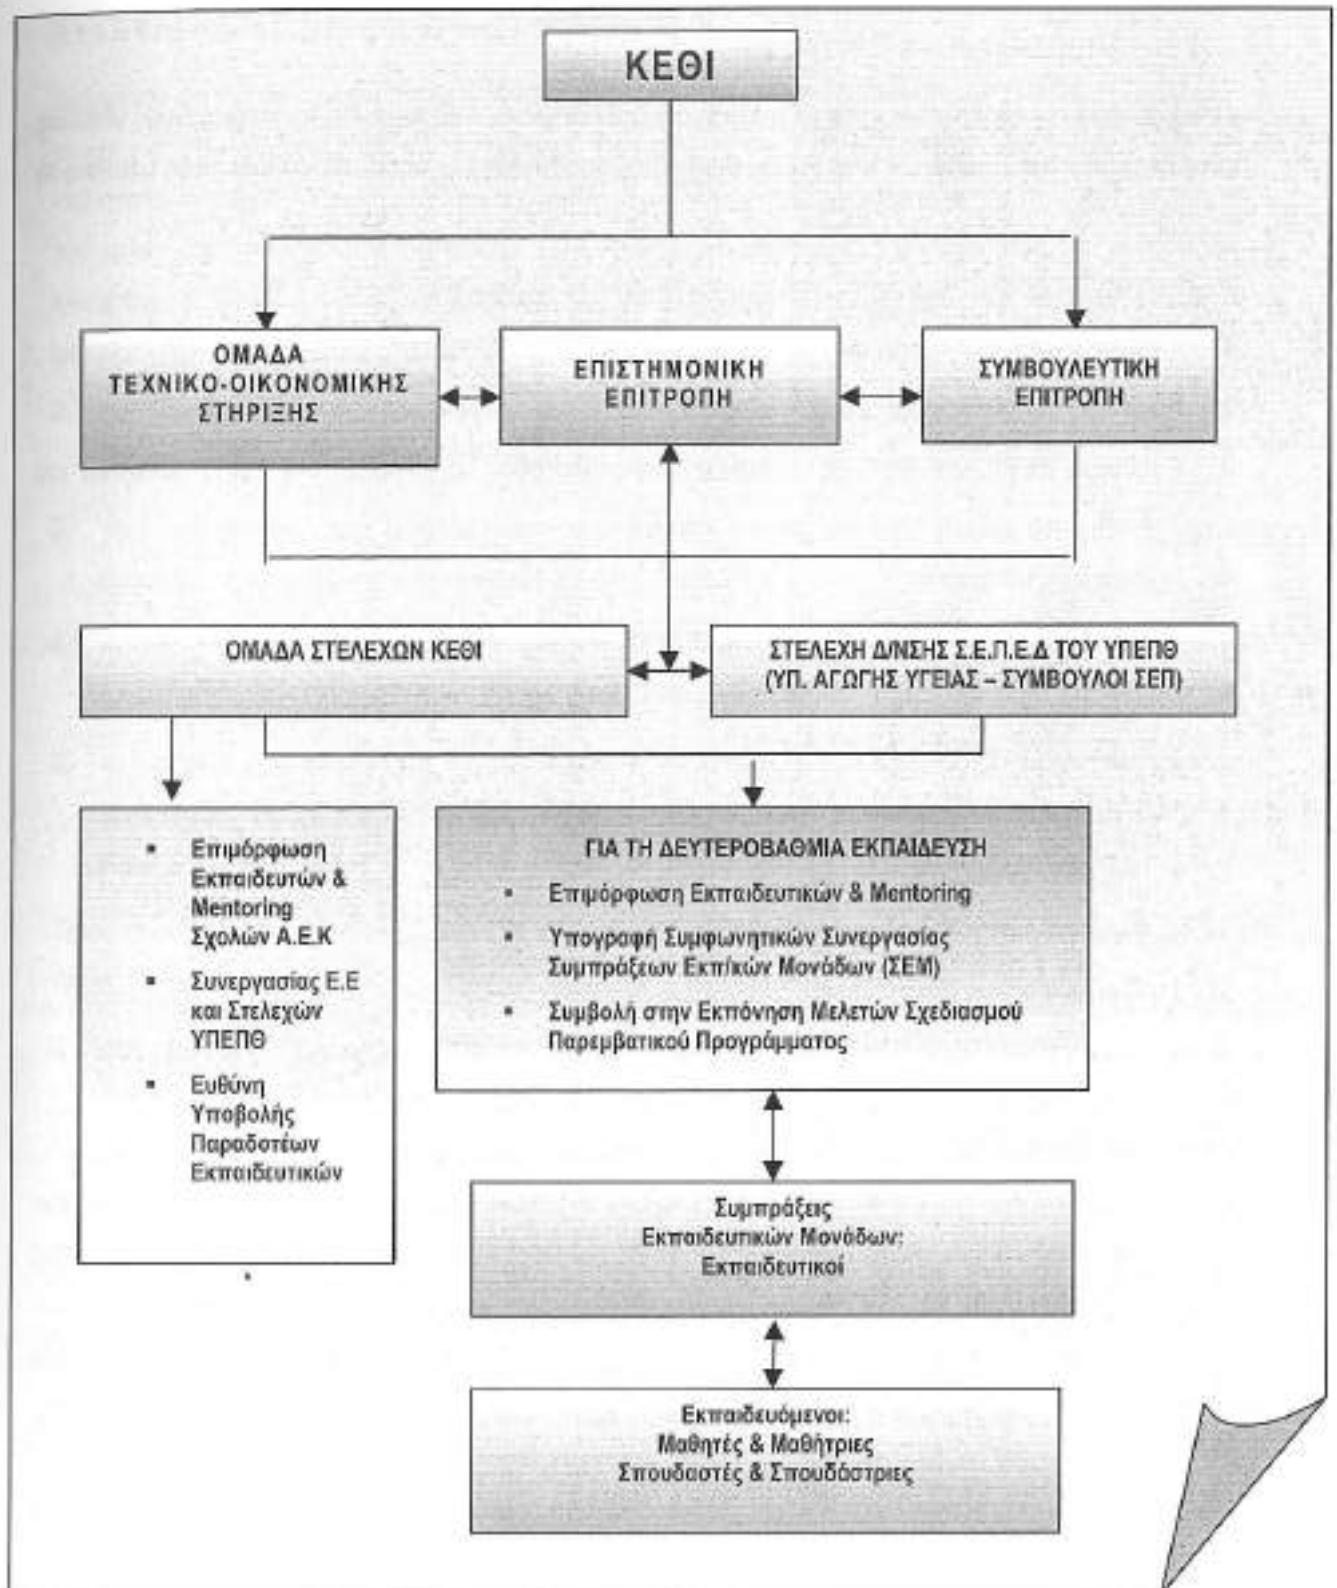 ΚΕΘΙ
ΟΜΑΔΑ
ΤΕΧΝΙΚΟ-ΟΙΚΟΝΟΜΙΚΗΣ
ΣΤΗΡΙΞΗΣ
ΕΠΙΣΤΗΜΟΝΙΚΗ
ΕΠΙΤΡΟΠΗ
ΣΥΜΒΟΥΛΕΥΤΙΚΗ
ΕΠΙΤΡΟΠΗ
ΟΜΑΔΑ ΣΤΕΛΕΧΩΝ ΚΕΘΙ
ΣΤΕΛΕΧΗ Δ/ΝΣΗΣ Σ.Ε.Π.Ε.Δ ΤΟΥ ΥΠΕΠΘ
(ΥΠ. ΑΓΩΓΗΣ ΥΓΕΙΑΣ – ΣΥΜΒΟΥΛΟΙ ΣΕΠ)
▪ Επιμόρφωση
Εκπαιδευτών &
Mentoring
Σχολών Α.Ε.Κ
▪ Συνεργασίας Ε.Ε
και Στελεχών
ΥΠΕΠΘ
▪ Ευθύνη
Υποβολής
Παραδοτέων
Εκπαιδευτικών
ΓΙΑ ΤΗ ΔΕΥΤΕΡΟΒΑΘΜΙΑ ΕΚΠΑΙΔΕΥΣΗ
▪ Επιμόρφωση Εκπαιδευτικών & Mentoring
▪ Υπογραφή Συμφωνητικών Συνεργασίας
Συμπράξεων Εκπ/κών Μονάδων (ΣΕΜ)
▪ Συμβολή στην Εκπόνηση Μελετών Σχεδιασμού
Παρεμβατικού Προγράμματος
Συμπράξεις
Εκπαιδευτικών Μονάδων:
Εκπαιδευτικοί
Εκπαιδευόμενοι:
Μαθητές & Μαθήτριες
Σπουδαστές & Σπουδάστριες